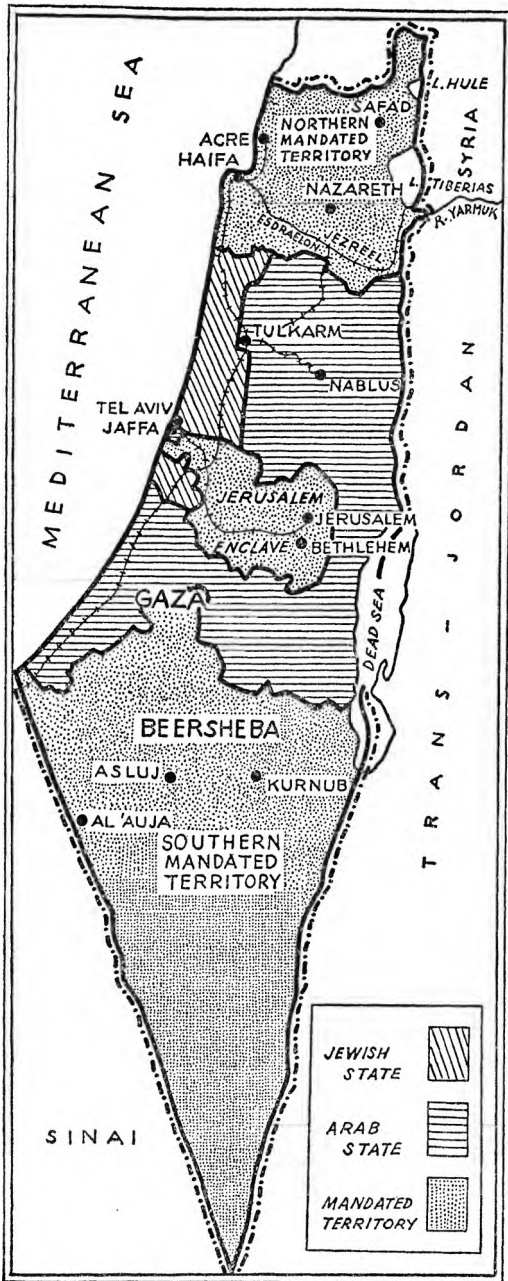 MEDITERRANEAN SEA
L. HULE
SYRIA
SAFAD
NORTHERN
MANDATED
TERRITORY
ACRE
HAIFA
NAZARETH
L. TIBERIAS
R. YARMUK
JEZREEL
ESDRAELON
TULKARM
NABLUS
TEL AVIV
JAFFA
TRANS - JORDAN
JERUSALEM
ENCLAVE
JERUSALEM
BETHLEHEM
DEAD SEA
GAZA
BEERSHEBA
ASLUJ
KURNUB
AL 'AUJA
SOUTHERN
MANDATED
TERRITORY
SINAI
JEWISH
STATE
ARAB
STATE
MANDATED
TERRITORY